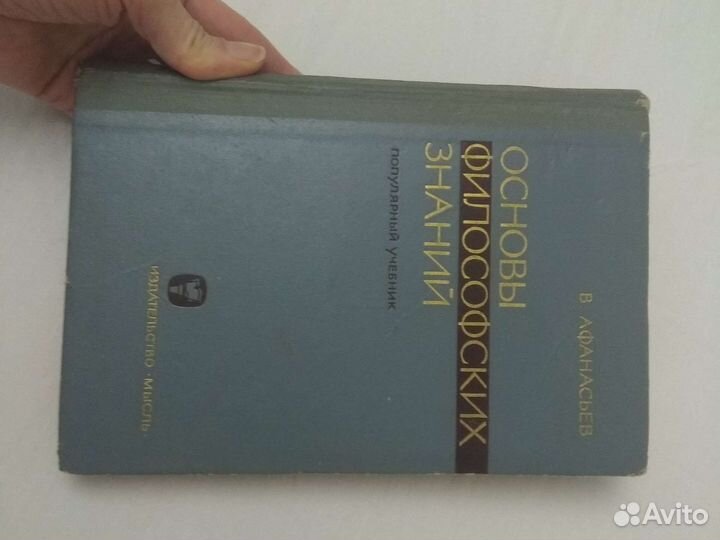 В АФАНАСЬЕВ
ОСНОВЫ
ФИЛОСОФСКИХ
ЗНАНИЙ
ПОПУЛЯРНЫЙ УЧЕБНИК
ИЗДАТЕЛЬСТВО · МЫСЛЬ·
Avito